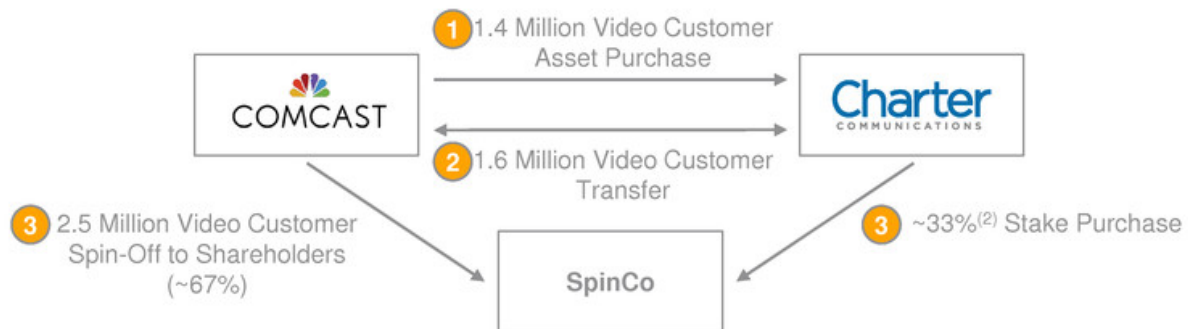 1 1.4 Million Video Customer
Asset Purchase
COMCAST
Charter
COMMUNICATIONS
2 1.6 Million Video Customer
Transfer
3 2.5 Million Video Customer
Spin-Off to Shareholders
(~67%)
3 ~33%(2) Stake Purchase
SpinCo